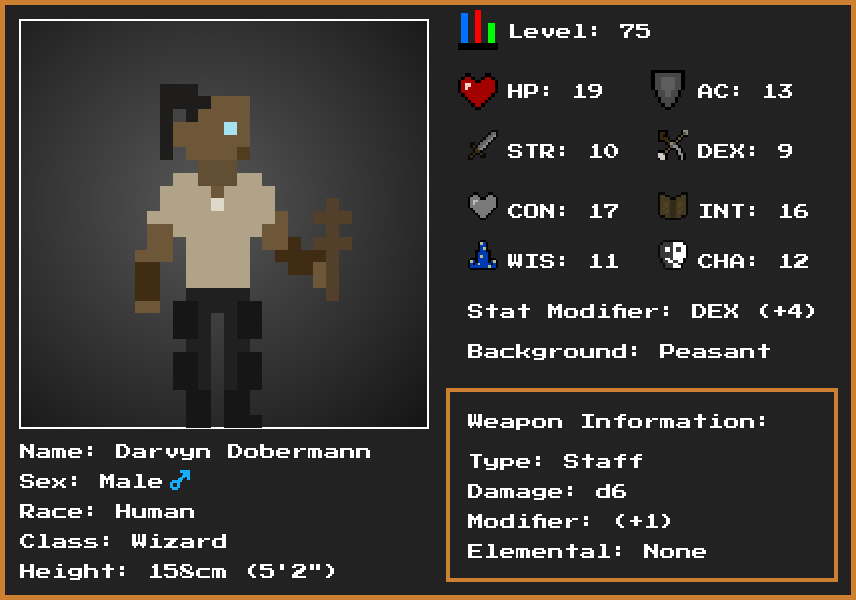 Level: 75
HP: 19
AC: 13
STR: 10
DEX: 9
CON: 17
INT: 16
WIS: 11
CHA: 12
Stat Modifier: DEX (+4)
Background: Peasant
Weapon Information:
Type: Staff
Damage: d6
Modifier: (+1)
Elemental: None
Name: Darvyn Dobermann
Sex: Male ♂
Race: Human
Class: Wizard
Height: 158cm (5'2")